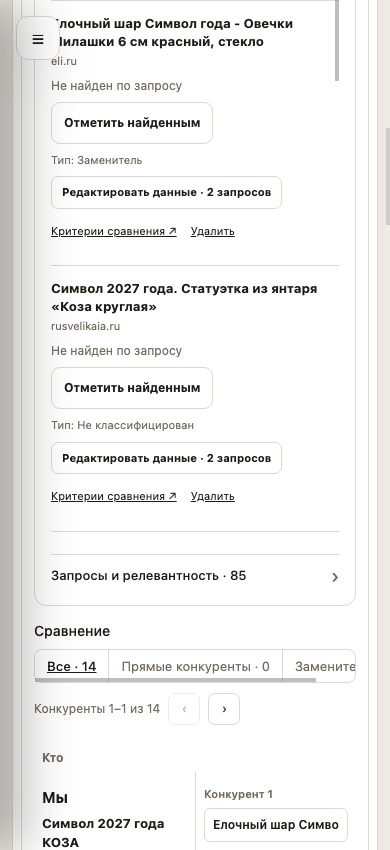 Елочный шар Символ года - Овечки
Милашки 6 см красный, стекло
eli.ru
Не найден по запросу
Отметить найденным
Тип: Заменитель
Редактировать данные · 2 запросов
Критерии сравнения ↗ Удалить
Символ 2027 года. Статуэтка из янтаря
«Коза круглая»
rusvelikaia.ru
Не найден по запросу
Отметить найденным
Тип: Не классифицирован
Редактировать данные · 2 запросов
Критерии сравнения ↗ Удалить
Запросы и релевантность · 85 ›
Сравнение
Все · 14 Прямые конкуренты · 0 Замените
Конкуренты 1–1 из 14 ‹ ›
Кто
Мы
Символ 2027 года
КОЗА
Конкурент 1
Елочный шар Симво